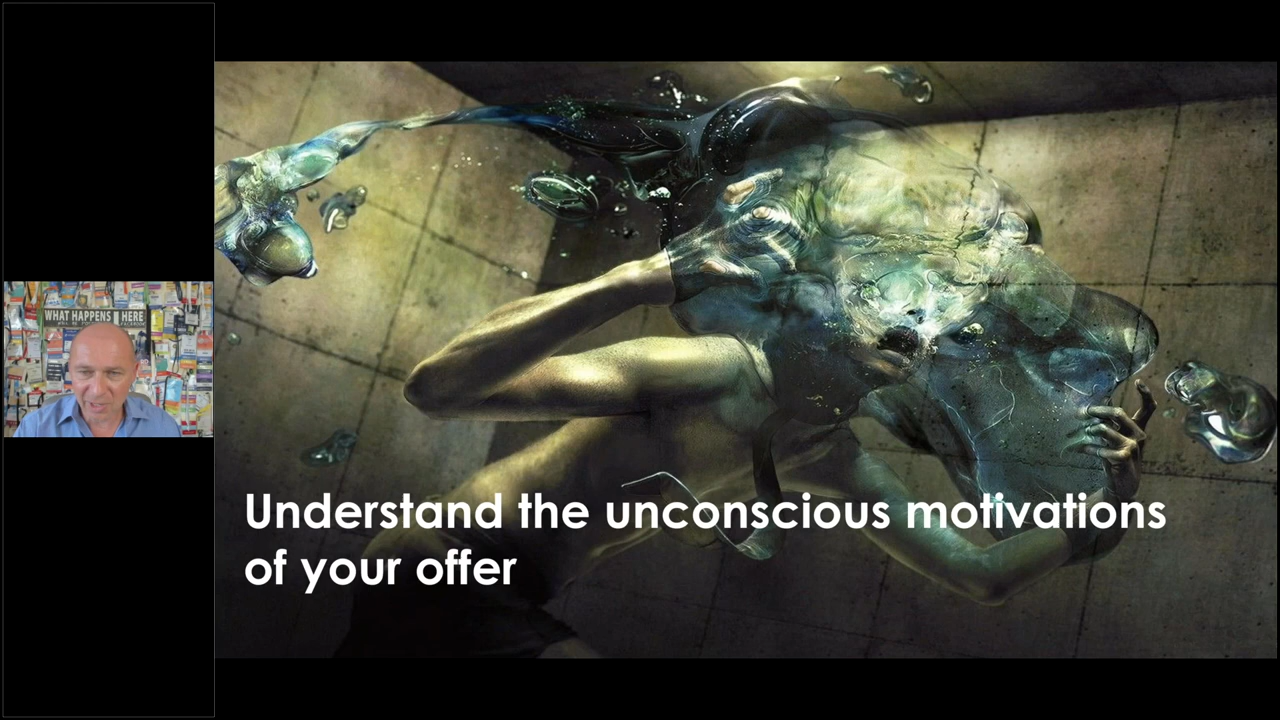 WHAT HAPPENS HERE
Understand the unconscious motivations
of your offer